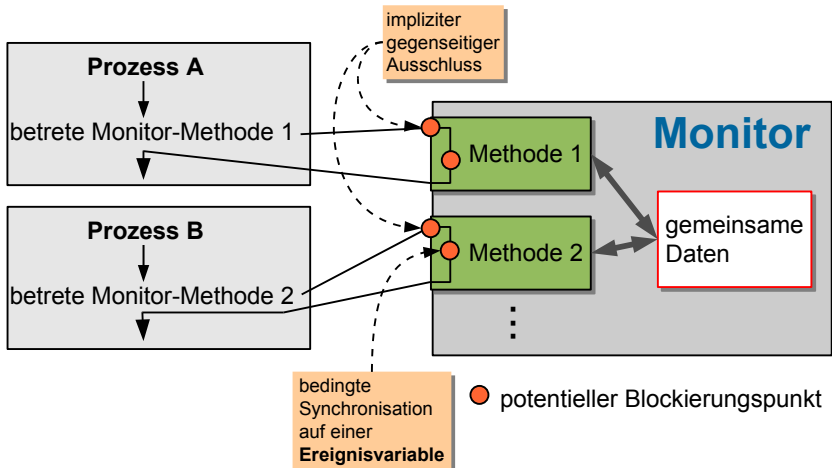 impliziter
gegenseitiger
Ausschluss
Prozess A
betrete Monitor-Methode 1
Monitor
Methode 1
gemeinsame
Daten
Prozess B
betrete Monitor-Methode 2
Methode 2
bedingte
Synchronisation
auf einer
Ereignisvariable
potentieller Blockierungspunkt